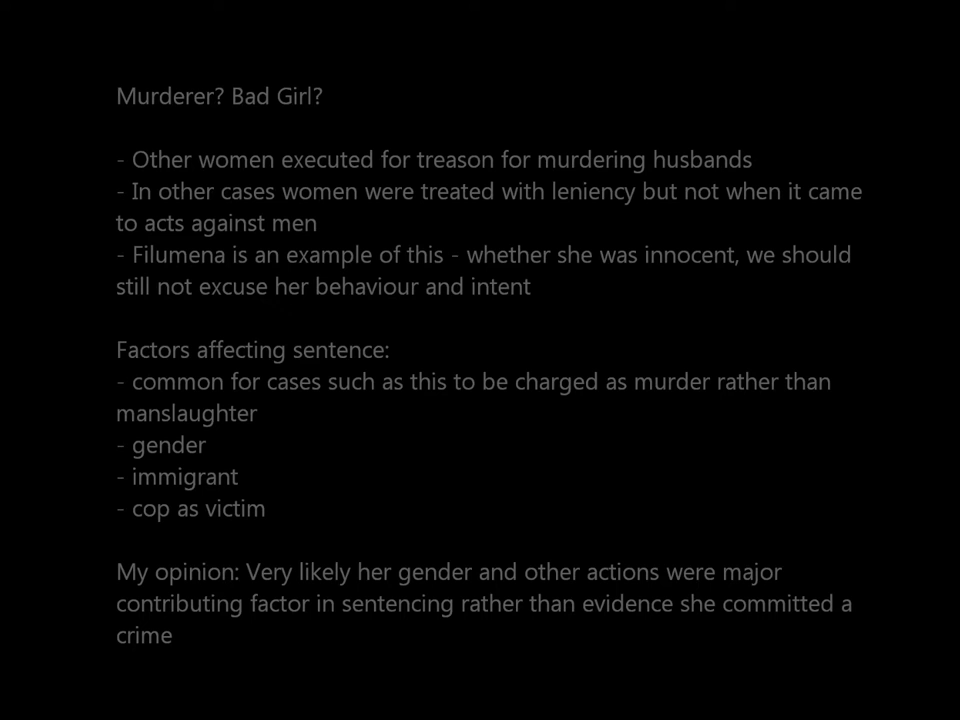 Murderer? Bad Girl?
- Other women executed for treason for murdering husbands
- In other cases women were treated with leniency but not when it came
to acts against men
- Filumena is an example of this - whether she was innocent, we should
still not excuse her behaviour and intent
Factors affecting sentence:
- common for cases such as this to be charged as murder rather than
manslaughter
- gender
- immigrant
- cop as victim
My opinion: Very likely her gender and other actions were major
contributing factor in sentencing rather than evidence she committed a
crime